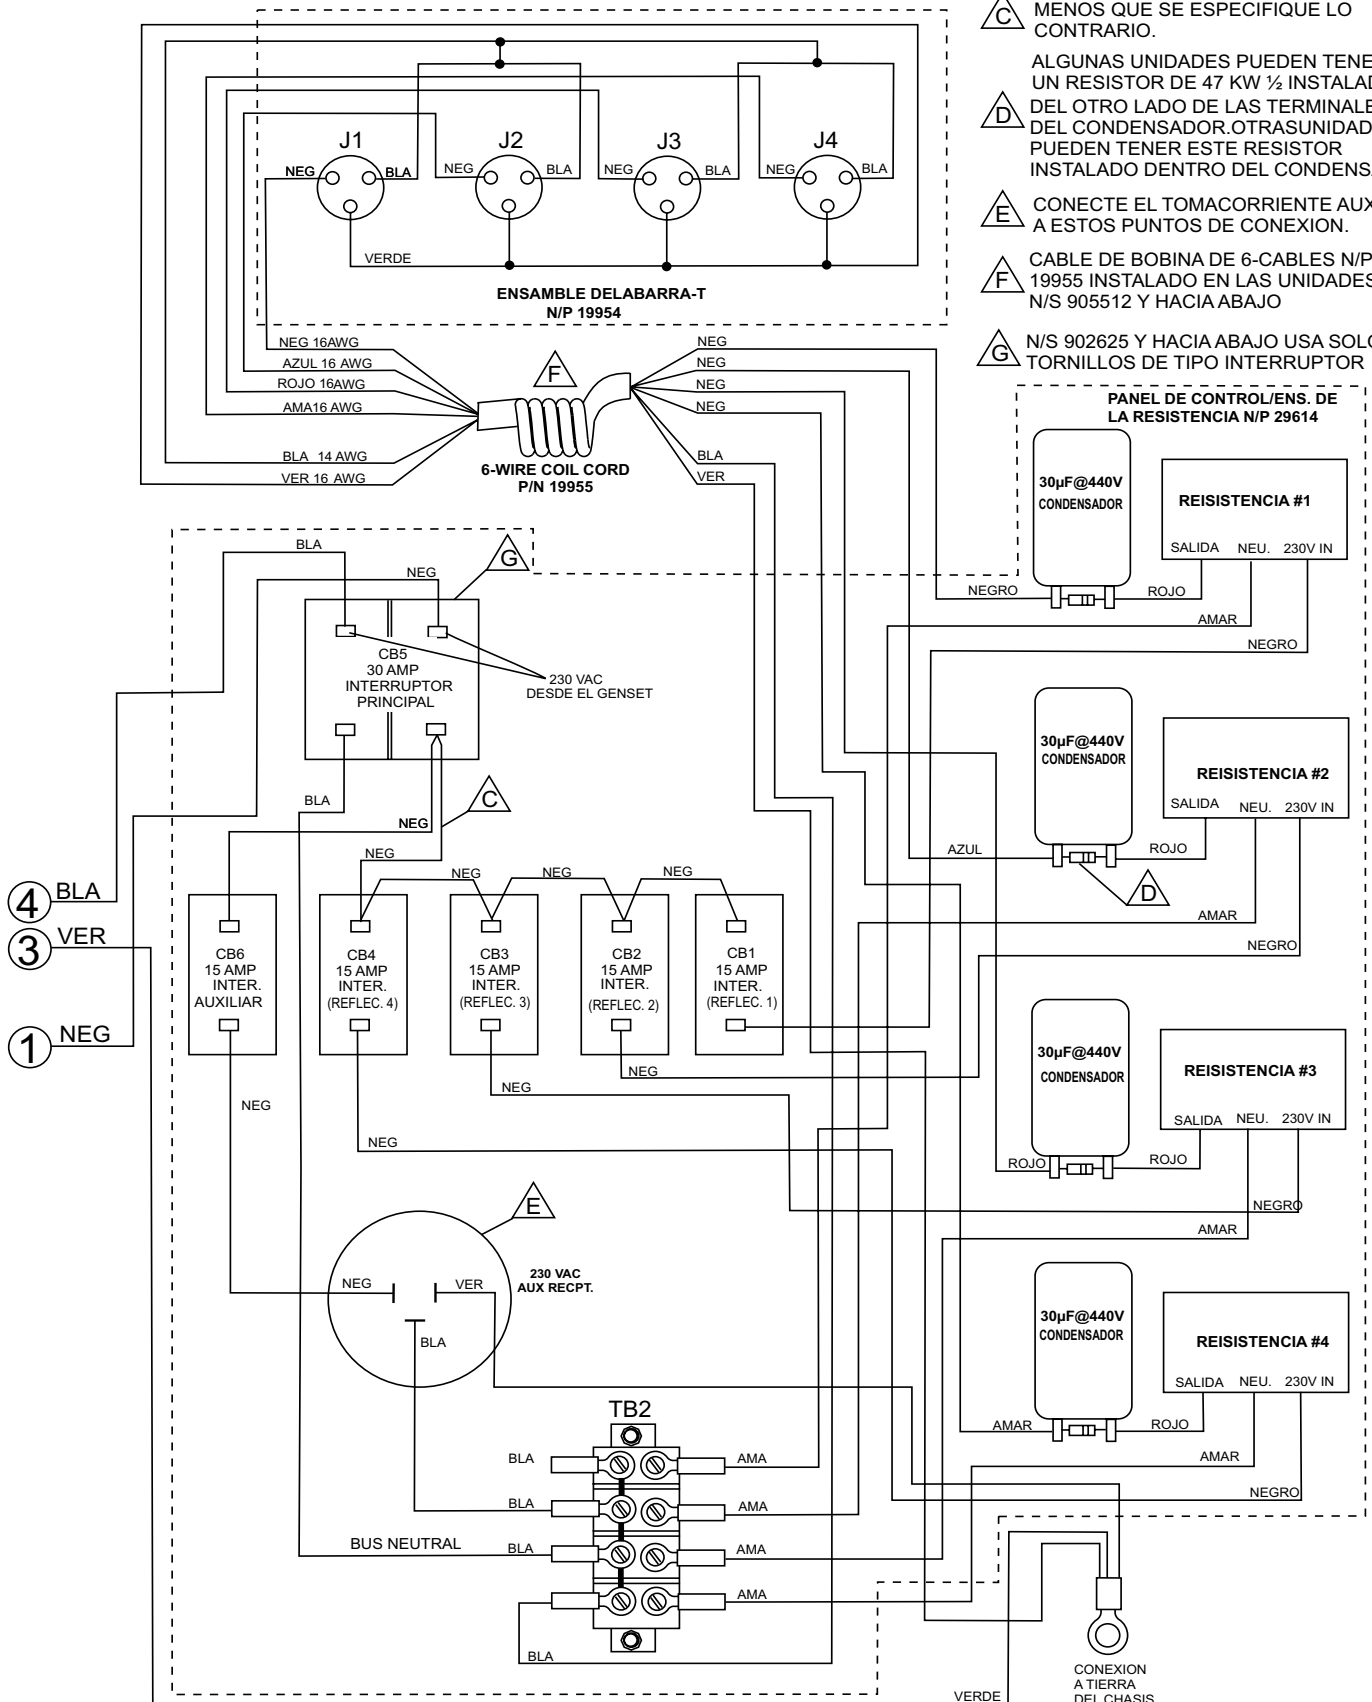 C
MENOS QUE SE ESPECIFIQUE LO
CONTRARIO.
ALGUNAS UNIDADES PUEDEN TENE
UN RESISTOR DE 47 KW ½ INSTALAD
D
DEL OTRO LADO DE LAS TERMINALE
DEL CONDENSADOR.OTRASUNIDAD
PUEDEN TENER ESTE RESISTOR
INSTALADO DENTRO DEL CONDENSA
E
CONECTE EL TOMACORRIENTE AUX
A ESTOS PUNTOS DE CONEXION.
F
CABLE DE BOBINA DE 6-CABLES N/P
19955 INSTALADO EN LAS UNIDADES
N/S 905512 Y HACIA ABAJO
G
N/S 902625 Y HACIA ABAJO USA SOLO
TORNILLOS DE TIPO INTERRUPTOR
J1
J2
J3
J4
NEG
BLA
NEG
BLA
NEG
BLA
NEG
BLA
VERDE
ENSAMBLE DELABARRA-T
N/P 19954
NEG 16AWG
AZUL 16 AWG
ROJO 16AWG
AMA16 AWG
BLA 14 AWG
VER 16 AWG
F
6-WIRE COIL CORD
P/N 19955
NEG
NEG
NEG
NEG
BLA
VER
PANEL DE CONTROL/ENS. DE
LA RESISTENCIA N/P 29614
30µF@440V
CONDENSADOR
REISISTENCIA #1
SALIDA NEU. 230V IN
NEGRO
ROJO
AMAR
NEGRO
BLA
NEG
G
CB5
30 AMP
INTERRUPTOR
PRINCIPAL
230 VAC
DESDE EL GENSET
BLA
NEG
C
NEG
NEG
NEG
NEG
30µF@440V
CONDENSADOR
REISISTENCIA #2
SALIDA NEU. 230V IN
AZUL
ROJO
D
AMAR
NEGRO
4 BLA
3 VER
1 NEG
CB6
15 AMP
INTER.
AUXILIAR
CB4
15 AMP
INTER.
(REFLEC. 4)
CB3
15 AMP
INTER.
(REFLEC. 3)
CB2
15 AMP
INTER.
(REFLEC. 2)
CB1
15 AMP
INTER.
(REFLEC. 1)
NEG
NEG
NEG
NEG
30µF@440V
CONDENSADOR
REISISTENCIA #3
SALIDA NEU. 230V IN
ROJO
ROJO
NEGRO
AMAR
E
NEG
VER
BLA
230 VAC
AUX RECPT.
30µF@440V
CONDENSADOR
REISISTENCIA #4
SALIDA NEU. 230V IN
AMAR
ROJO
AMAR
NEGRO
TB2
BLA
AMA
BLA
AMA
BUS NEUTRAL
BLA
AMA
AMA
BLA
CONEXION
A TIERRA
DEL CHASIS
VERDE